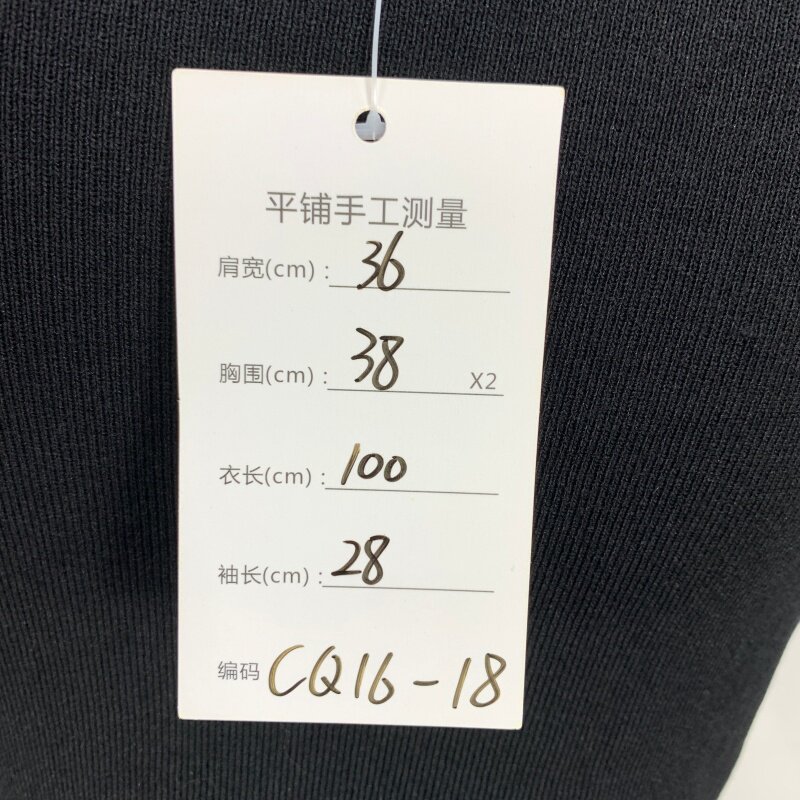 平铺手工测量
肩宽(cm)：36
胸围(cm)：38 X2
衣长(cm)：100
袖长(cm)：28
编码 CQ16-18